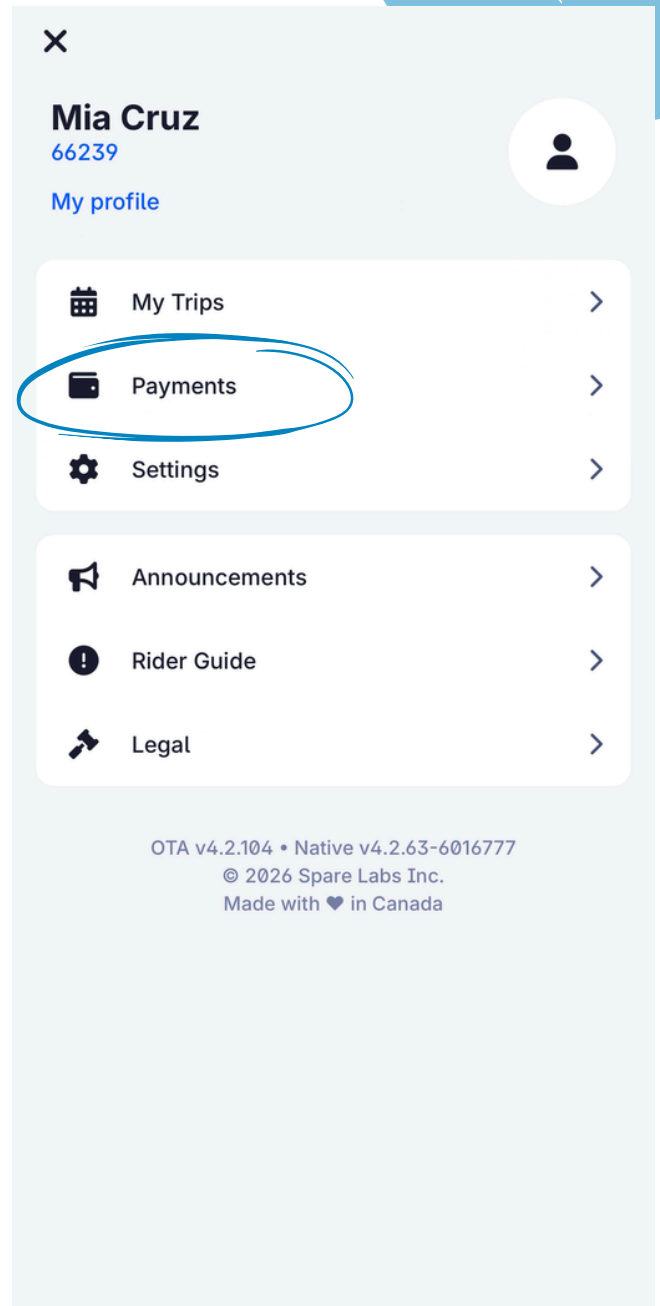 Mia Cruz
66239
My profile
My Trips
Payments
Settings
Announcements
Rider Guide
Legal
OTA v4.2.104 • Native v4.2.63-6016777
© 2026 Spare Labs Inc.
Made with ♥ in Canada